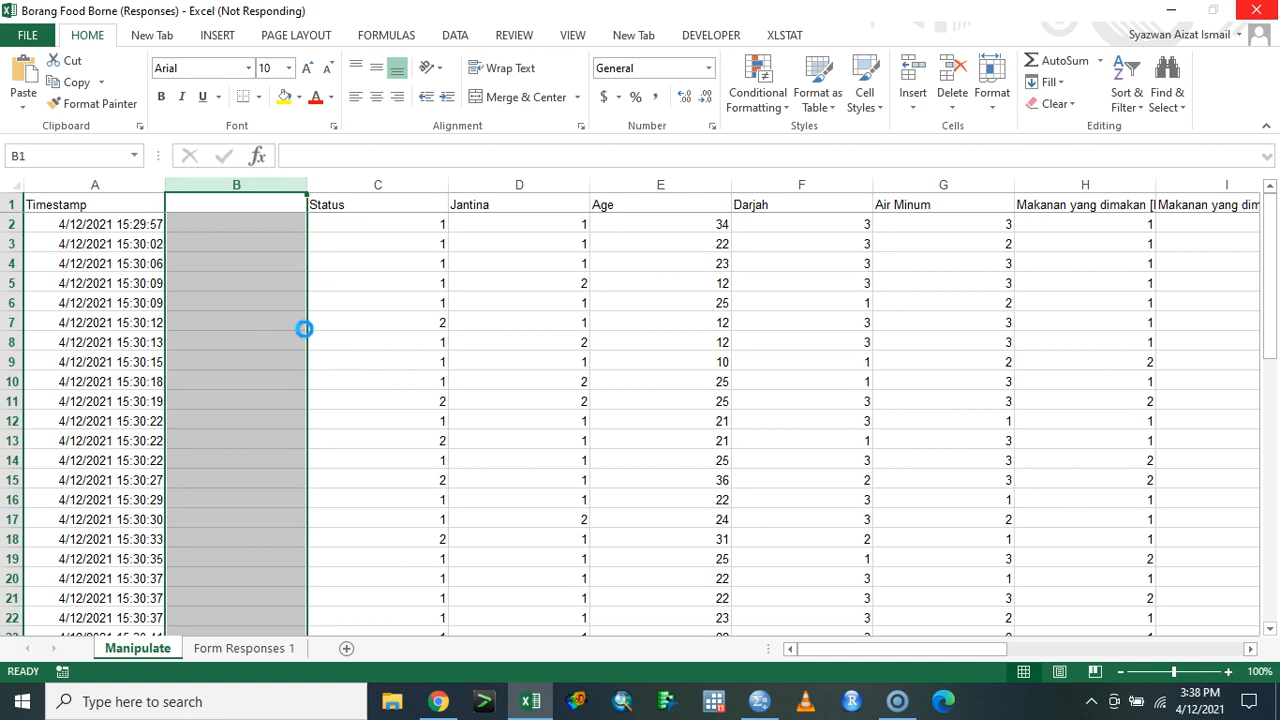 Borang Food Borne (Responses) - Excel (Not Responding)
FILE HOME New Tab INSERT PAGE LAYOUT FORMULAS DATA REVIEW VIEW New Tab DEVELOPER XLSTAT Syazwan Aizat Ismail
Paste Cut Copy Format Painter
Arial 10 B I U A A A
Wrap Text Merge & Center
General $ % ,
Conditional Formatting Format as Table Cell Styles
Insert Delete Format
AutoSum Fill Clear Sort & Filter Find & Select
Clipboard Font Alignment Number Styles Cells Editing
B1 fx
A B C D E F G H I
1 Timestamp Status Jantina Age Darjah Air Minum Makanan yang dimakan [ Makanan yang dim
2 4/12/2021 15:29:57 1 1 34 3 3 1
3 4/12/2021 15:30:02 1 1 22 3 2 1
4 4/12/2021 15:30:06 1 1 23 3 3 1
5 4/12/2021 15:30:09 1 2 12 3 3 1
6 4/12/2021 15:30:09 1 1 25 1 2 1
7 4/12/2021 15:30:12 2 1 12 3 3 1
8 4/12/2021 15:30:13 1 2 12 3 3 1
9 4/12/2021 15:30:15 1 1 10 1 2 2
10 4/12/2021 15:30:18 1 2 25 1 3 1
11 4/12/2021 15:30:19 2 2 25 3 3 2
12 4/12/2021 15:30:22 1 1 21 3 1 1
13 4/12/2021 15:30:22 2 1 21 1 3 1
14 4/12/2021 15:30:22 1 1 25 3 3 2
15 4/12/2021 15:30:27 2 1 36 2 3 2
16 4/12/2021 15:30:29 1 1 22 3 1 1
17 4/12/2021 15:30:30 1 2 24 3 2 1
18 4/12/2021 15:30:33 2 1 31 2 3 1
19 4/12/2021 15:30:35 1 1 25 1 3 2
20 4/12/2021 15:30:37 1 1 22 3 1 1
21 4/12/2021 15:30:37 1 1 22 3 3 2
22 4/12/2021 15:30:37 1 1 23 3 2 1
Manipulate Form Responses 1
READY 100%
Type here to search
3:38 PM
4/12/2021